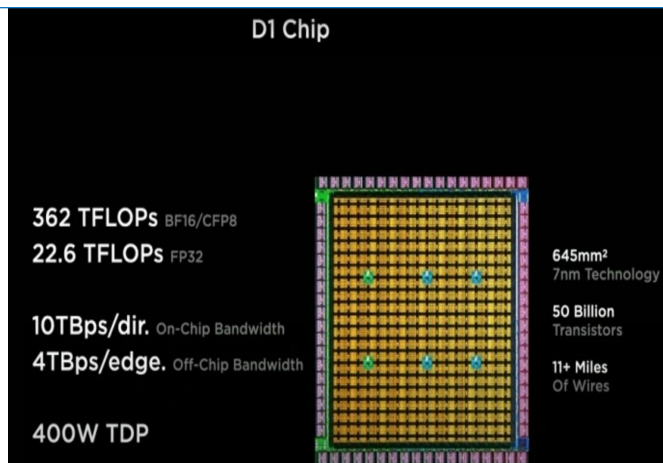 D1 Chip
362 TFLOPs BF16/CFP8
22.6 TFLOPs FP32
10TBps/dir. On-Chip Bandwidth
4TBps/edge. Off-Chip Bandwidth
400W TDP
645mm²
7nm Technology
50 Billion
Transistors
11+ Miles
Of Wires